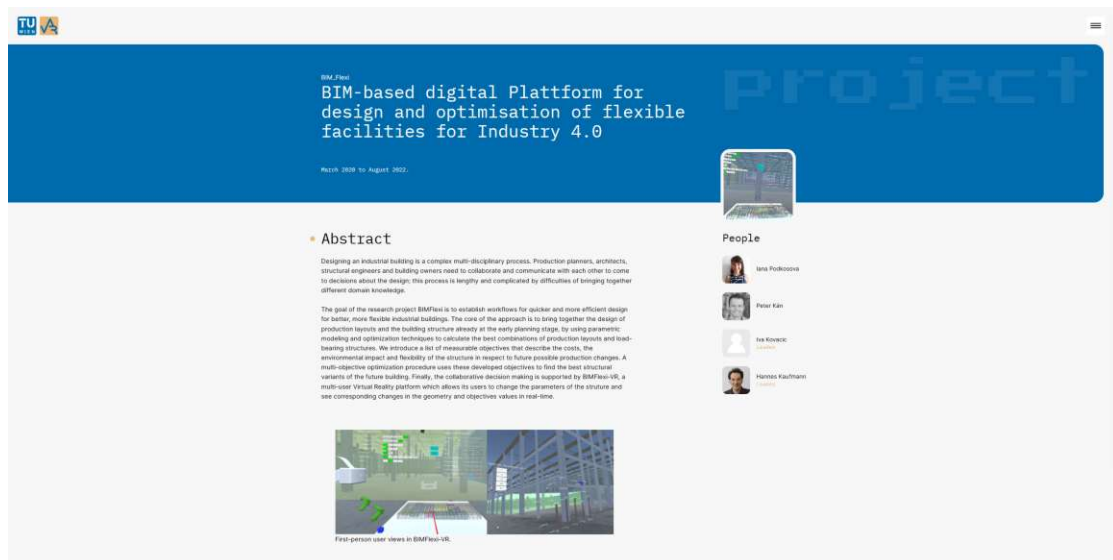 TU
WIEN
VR
project
BIM_Flexi
BIM-based digital Plattform for
design and optimisation of flexible
facilities for Industry 4.0
March 2020 to August 2022.
Abstract
People
Designing an industrial building is a complex multi-disciplinary process. Production planners, architects,
structural engineers and building owners need to collaborate and communicate with each other to come
to decisions about the design; this process is lengthy and complicated by difficulties of bringing together
different domain knowledge.
The goal of the research project BIMFlexi is to establish workflows for quicker and more efficient design
for better, more flexible industrial buildings. The core of the approach is to bring together the design of
production layouts and the building structure already at the early planning stage, by using parametric
modeling and optimization techniques to calculate the best combinations of production layouts and load-
bearing structures. We introduce a list of measurable objectives that describe the costs, the
environmental impact and flexibility of the structure in respect to future possible production changes. A
multi-objective optimization procedure uses these developed objectives to find the best structural
variants of the future building. Finally, the collaborative decision making is supported by BIMFlexi-VR, a
multi-user Virtual Reality platform which allows its users to change the parameters of the struture and
see corresponding changes in the geometry and objectives values in real-time.
Iana Podkosova
Peter Kán
Iva Kovacic
Hannes Kaufmann
First-person user views in BIMFlexi-VR.